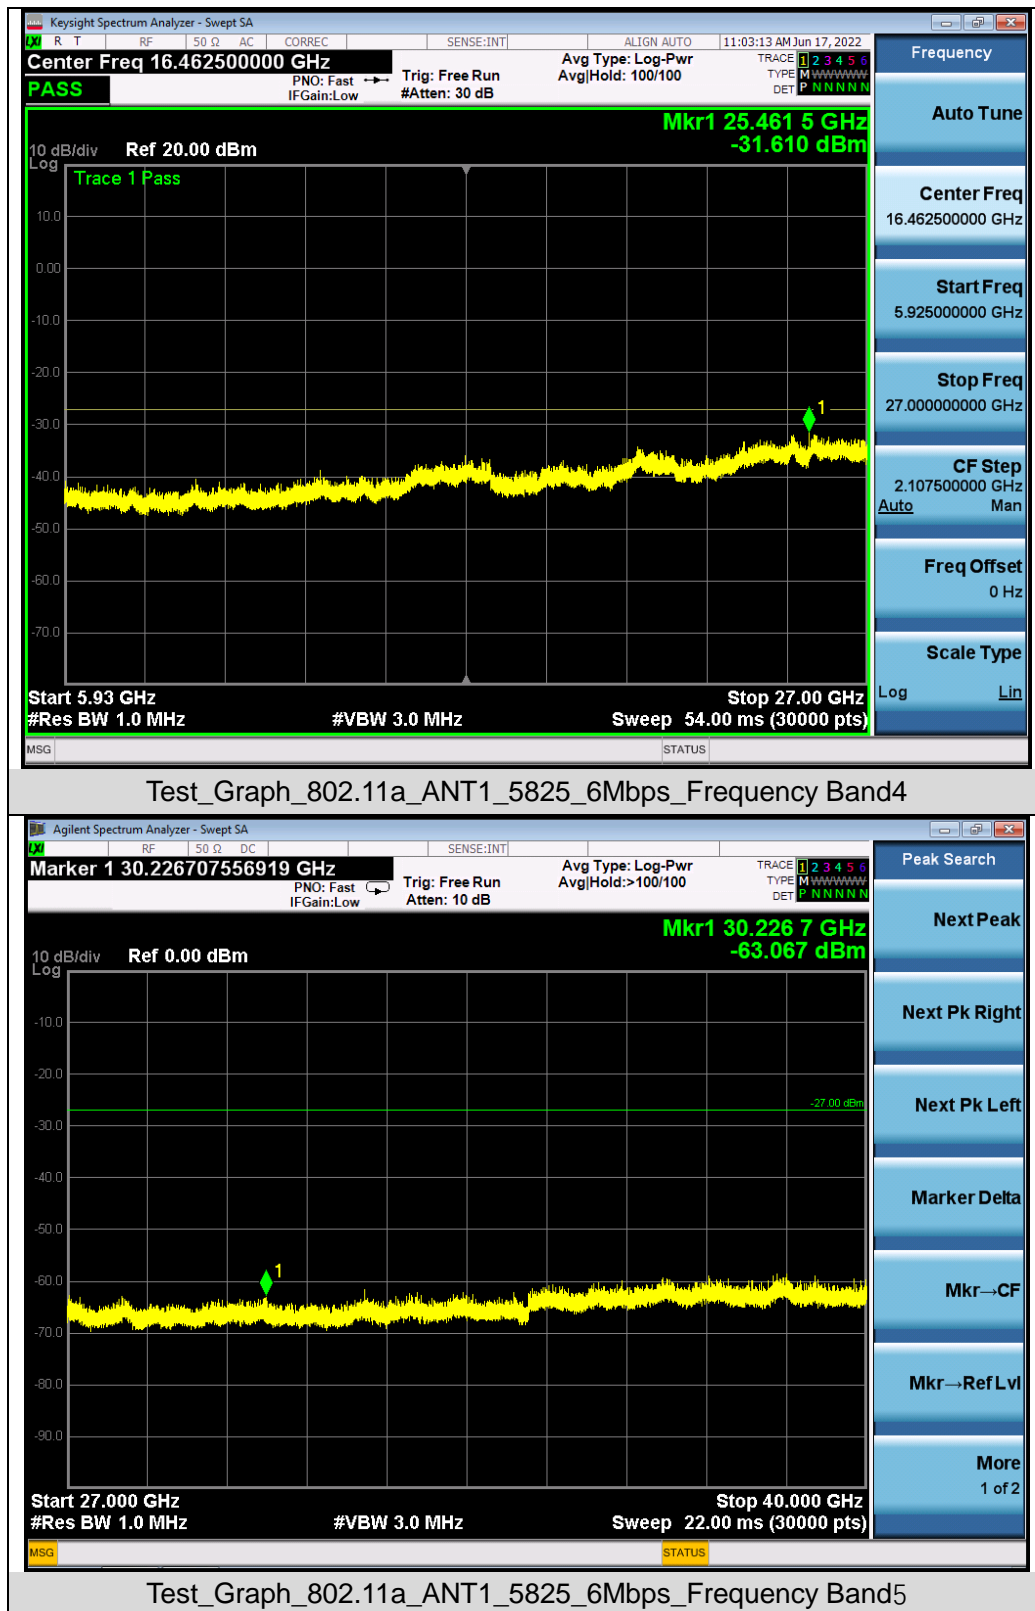 Keysight Spectrum Analyzer - Swept SA
LXI R T RF 50 Ω AC CORREC SENSE:INT ALIGN AUTO 11:03:13 AM Jun 17, 2022
Center Freq 16.462500000 GHz
PASS
PNO: Fast
IFGain:Low
Trig: Free Run
#Atten: 30 dB
Avg Type: Log-Pwr
Avg|Hold: 100/100
TRACE 1 2 3 4 5 6
TYPE M WWWWW
DET P N N N N N
Mkr1 25.461 5 GHz
-31.610 dBm
10 dB/div Ref 20.00 dBm
Log
Trace 1 Pass
10.0
0.00
-10.0
-20.0
-30.0
-40.0
-50.0
-60.0
-70.0
1
Start 5.93 GHz Stop 27.00 GHz
#Res BW 1.0 MHz #VBW 3.0 MHz Sweep 54.00 ms (30000 pts)
MSG STATUS
Frequency
Auto Tune
Center Freq
16.462500000 GHz
Start Freq
5.925000000 GHz
Stop Freq
27.000000000 GHz
CF Step
2.107500000 GHz
Auto Man
Freq Offset
0 Hz
Scale Type
Log Lin
Test_Graph_802.11a_ANT1_5825_6Mbps_Frequency Band4
Agilent Spectrum Analyzer - Swept SA
LXI RF 50 Ω DC SENSE:INT
Marker 1 30.226707556919 GHz
PNO: Fast
IFGain:Low
Trig: Free Run
Atten: 10 dB
Avg Type: Log-Pwr
Avg|Hold:>100/100
TRACE 1 2 3 4 5 6
TYPE M WWWWW
DET P N N N N N
Mkr1 30.226 7 GHz
-63.067 dBm
10 dB/div Ref 0.00 dBm
Log
-10.0
-20.0
-27.00 dBm
-30.0
-40.0
-50.0
-60.0
-70.0
-80.0
-90.0
1
Start 27.000 GHz Stop 40.000 GHz
#Res BW 1.0 MHz #VBW 3.0 MHz Sweep 22.00 ms (30000 pts)
MSG STATUS
Peak Search
Next Peak
Next Pk Right
Next Pk Left
Marker Delta
Mkr→CF
Mkr→Ref Lvl
More
1 of 2
Test_Graph_802.11a_ANT1_5825_6Mbps_Frequency Band5